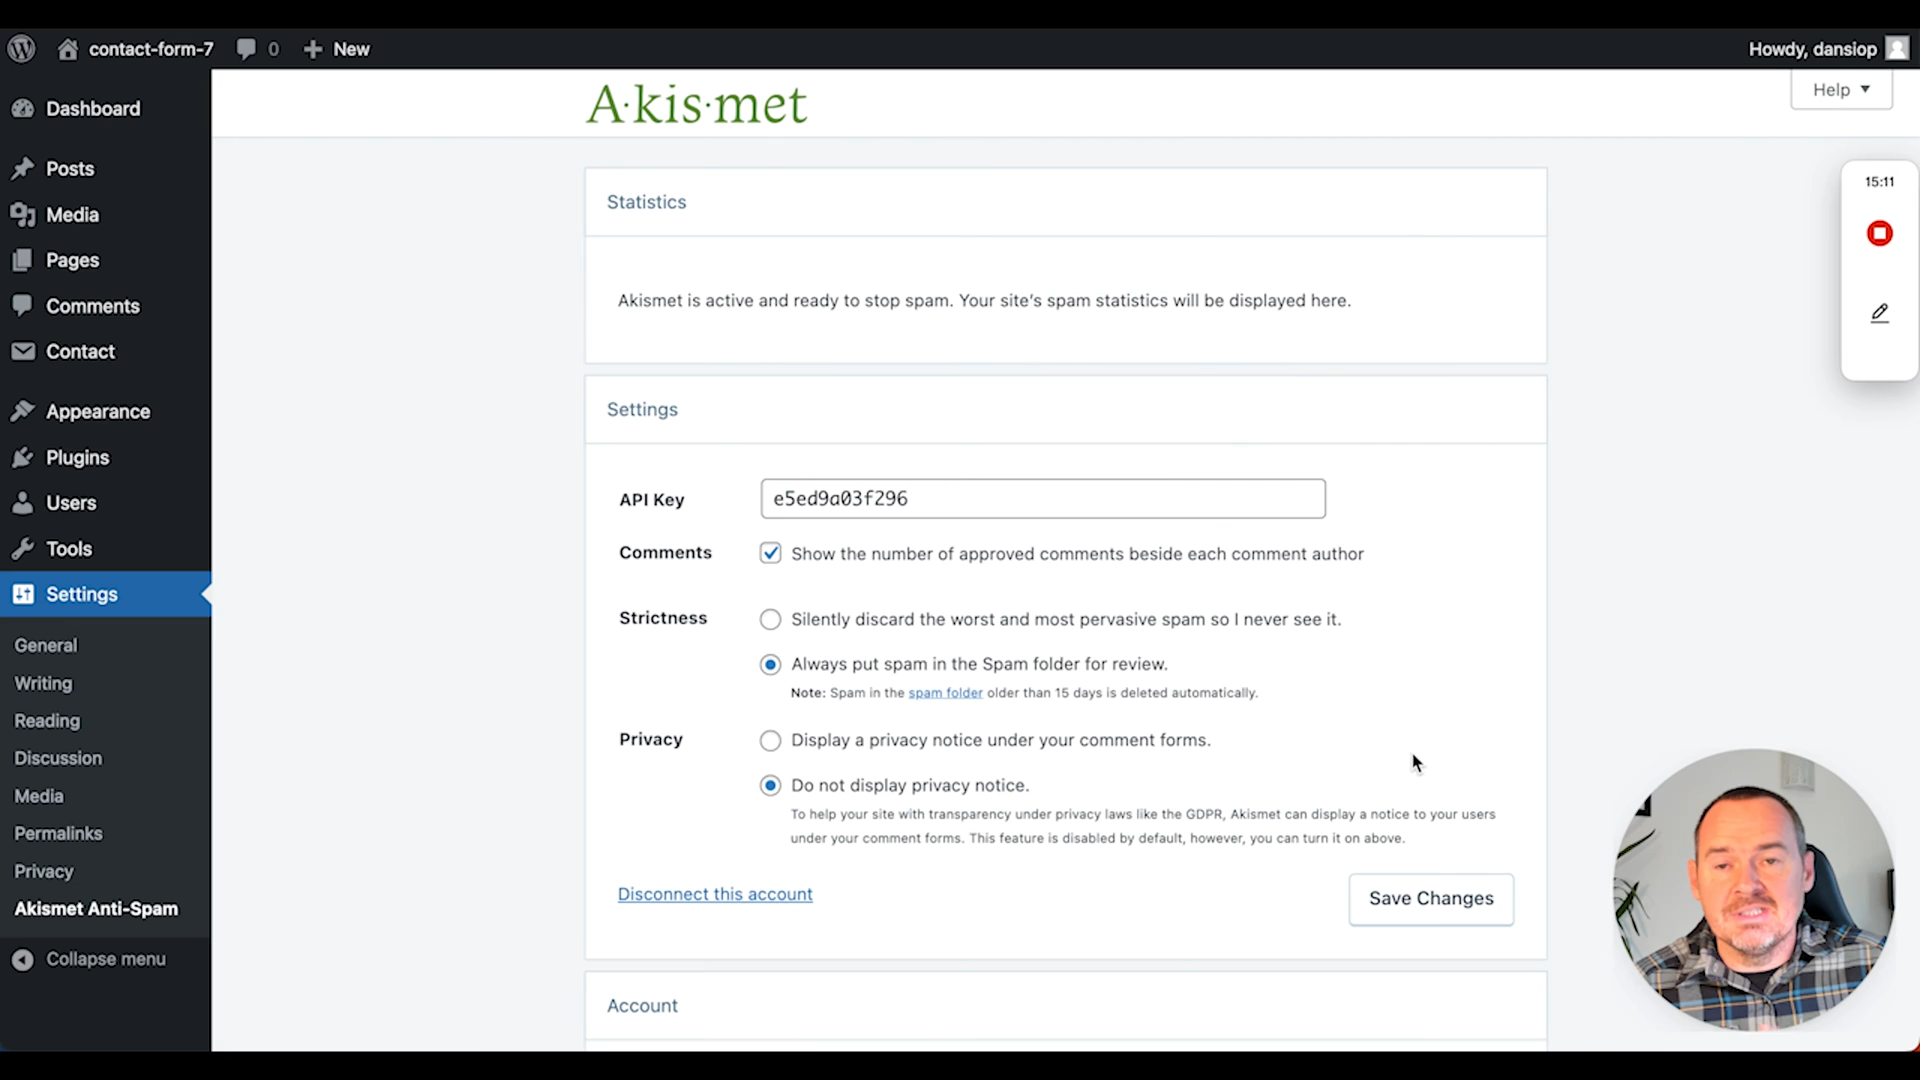 contact-form-7
0
New
Howdy, dansiop
Help
A·kis·met
Dashboard
Posts
Media
Pages
Comments
Contact
Appearance
Plugins
Users
Tools
Settings
General
Writing
Reading
Discussion
Media
Permalinks
Privacy
Akismet Anti-Spam
Collapse menu
Statistics
Akismet is active and ready to stop spam. Your site's spam statistics will be displayed here.
Settings
API Key
e5ed9a03f296
Comments
Show the number of approved comments beside each comment author
Strictness
Silently discard the worst and most pervasive spam so I never see it.
Always put spam in the Spam folder for review.
Note: Spam in the spam folder older than 15 days is deleted automatically.
Privacy
Display a privacy notice under your comment forms.
Do not display privacy notice.
To help your site with transparency under privacy laws like the GDPR, Akismet can display a notice to your users
under your comment forms. This feature is disabled by default, however, you can turn it on above.
Disconnect this account
Save Changes
Account
15:11